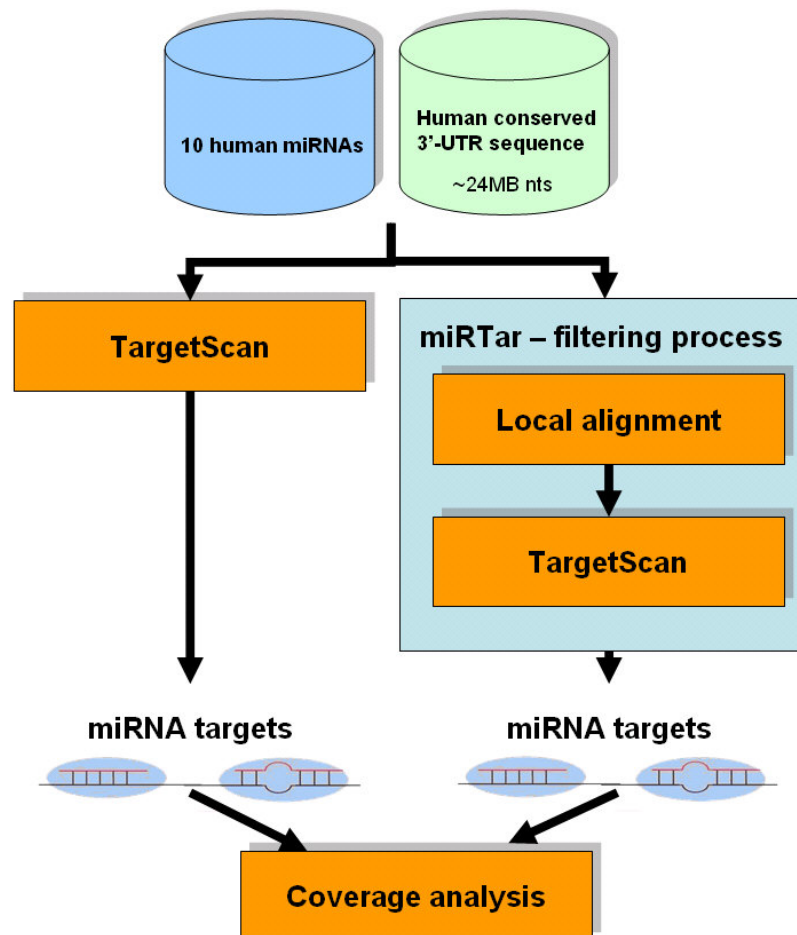 10 human miRNAs
Human conserved
3’-UTR sequence
~24MB nts
TargetScan
miRTar – filtering process
Local alignment
TargetScan
miRNA targets
miRNA targets
Coverage analysis